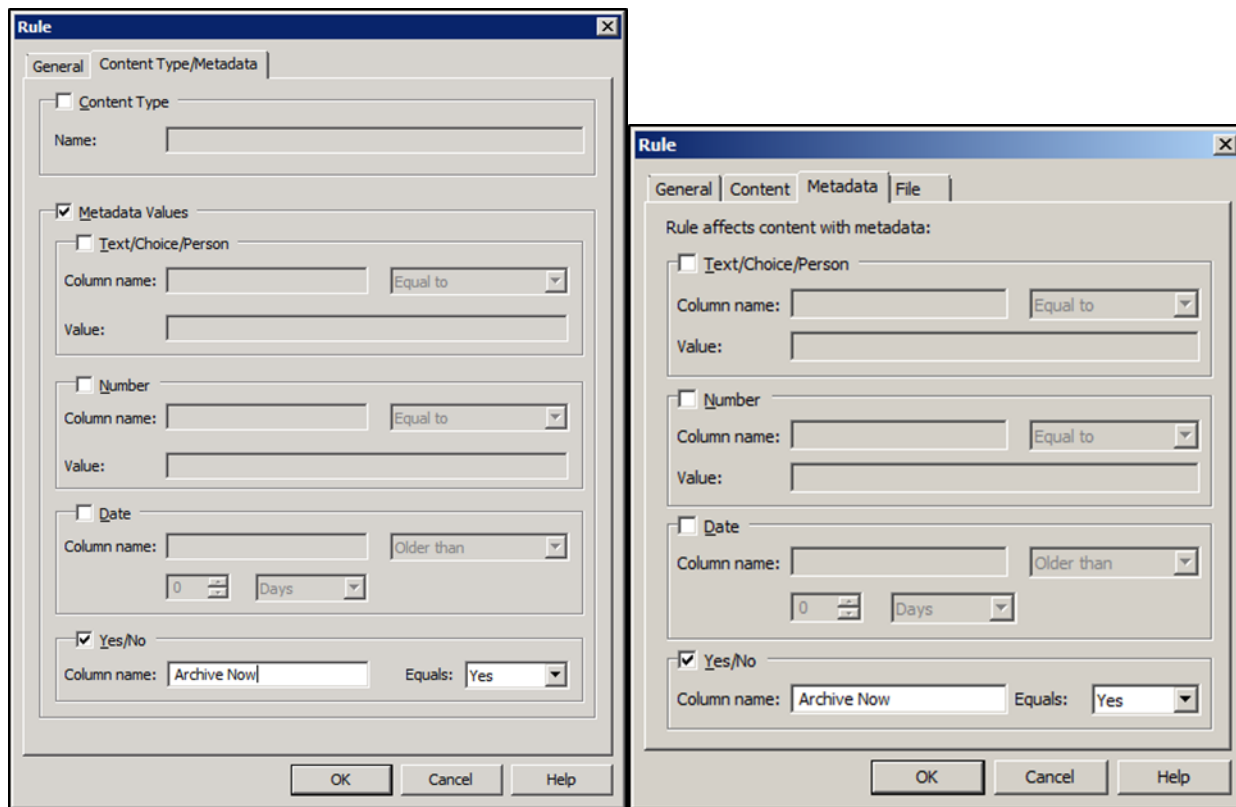 Rule
General Content Type/Metadata
Content Type
Name:
Metadata Values
Text/Choice/Person
Column name: Equal to
Value:
Number
Column name: Equal to
Value:
Date
Column name: Older than
0 Days
Yes/No
Column name: Archive Now Equals: Yes
OK Cancel Help
Rule
General Content Metadata File
Rule affects content with metadata:
Text/Choice/Person
Column name: Equal to
Value:
Number
Column name: Equal to
Value:
Date
Column name: Older than
0 Days
Yes/No
Column name: Archive Now Equals: Yes
OK Cancel Help